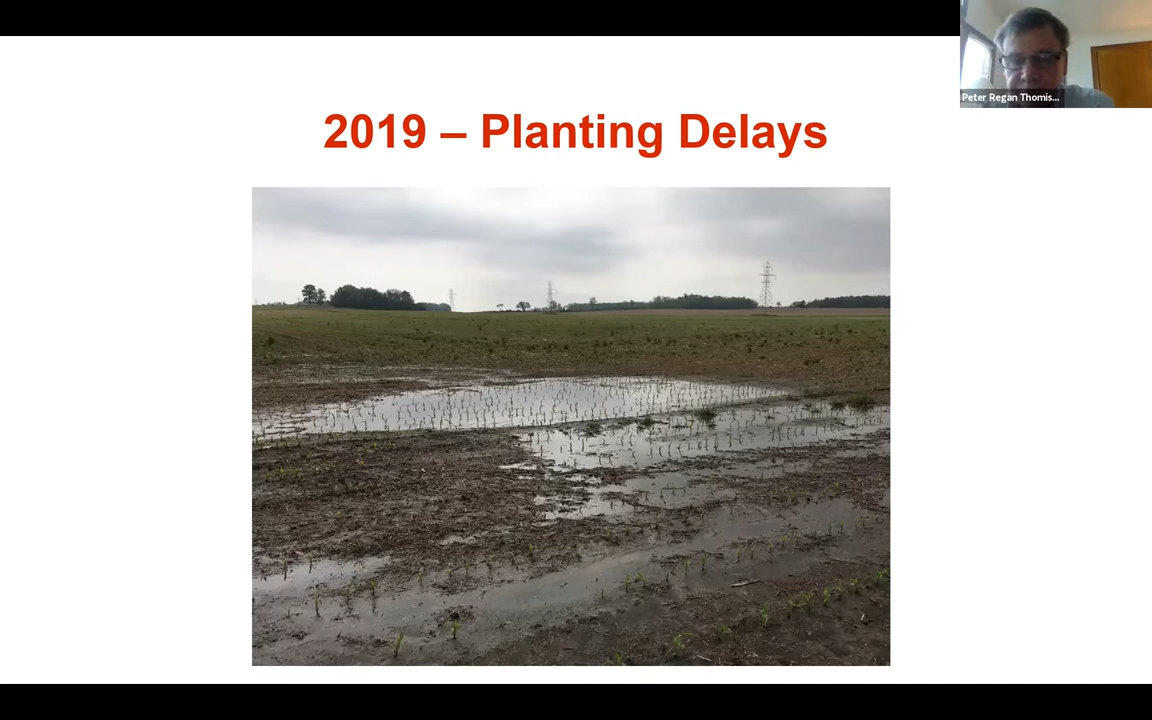 2019 – Planting Delays
Peter Regan Thomis...